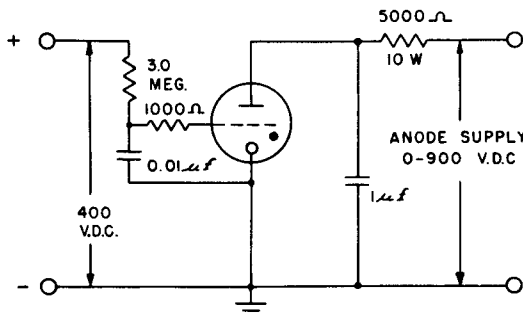 5000 Ω
10 W
+
3.0
MEG.
1000 Ω
0.01 μf
ANODE SUPPLY
0-900 V.D.C
1 μf
400
V.D.C.
-